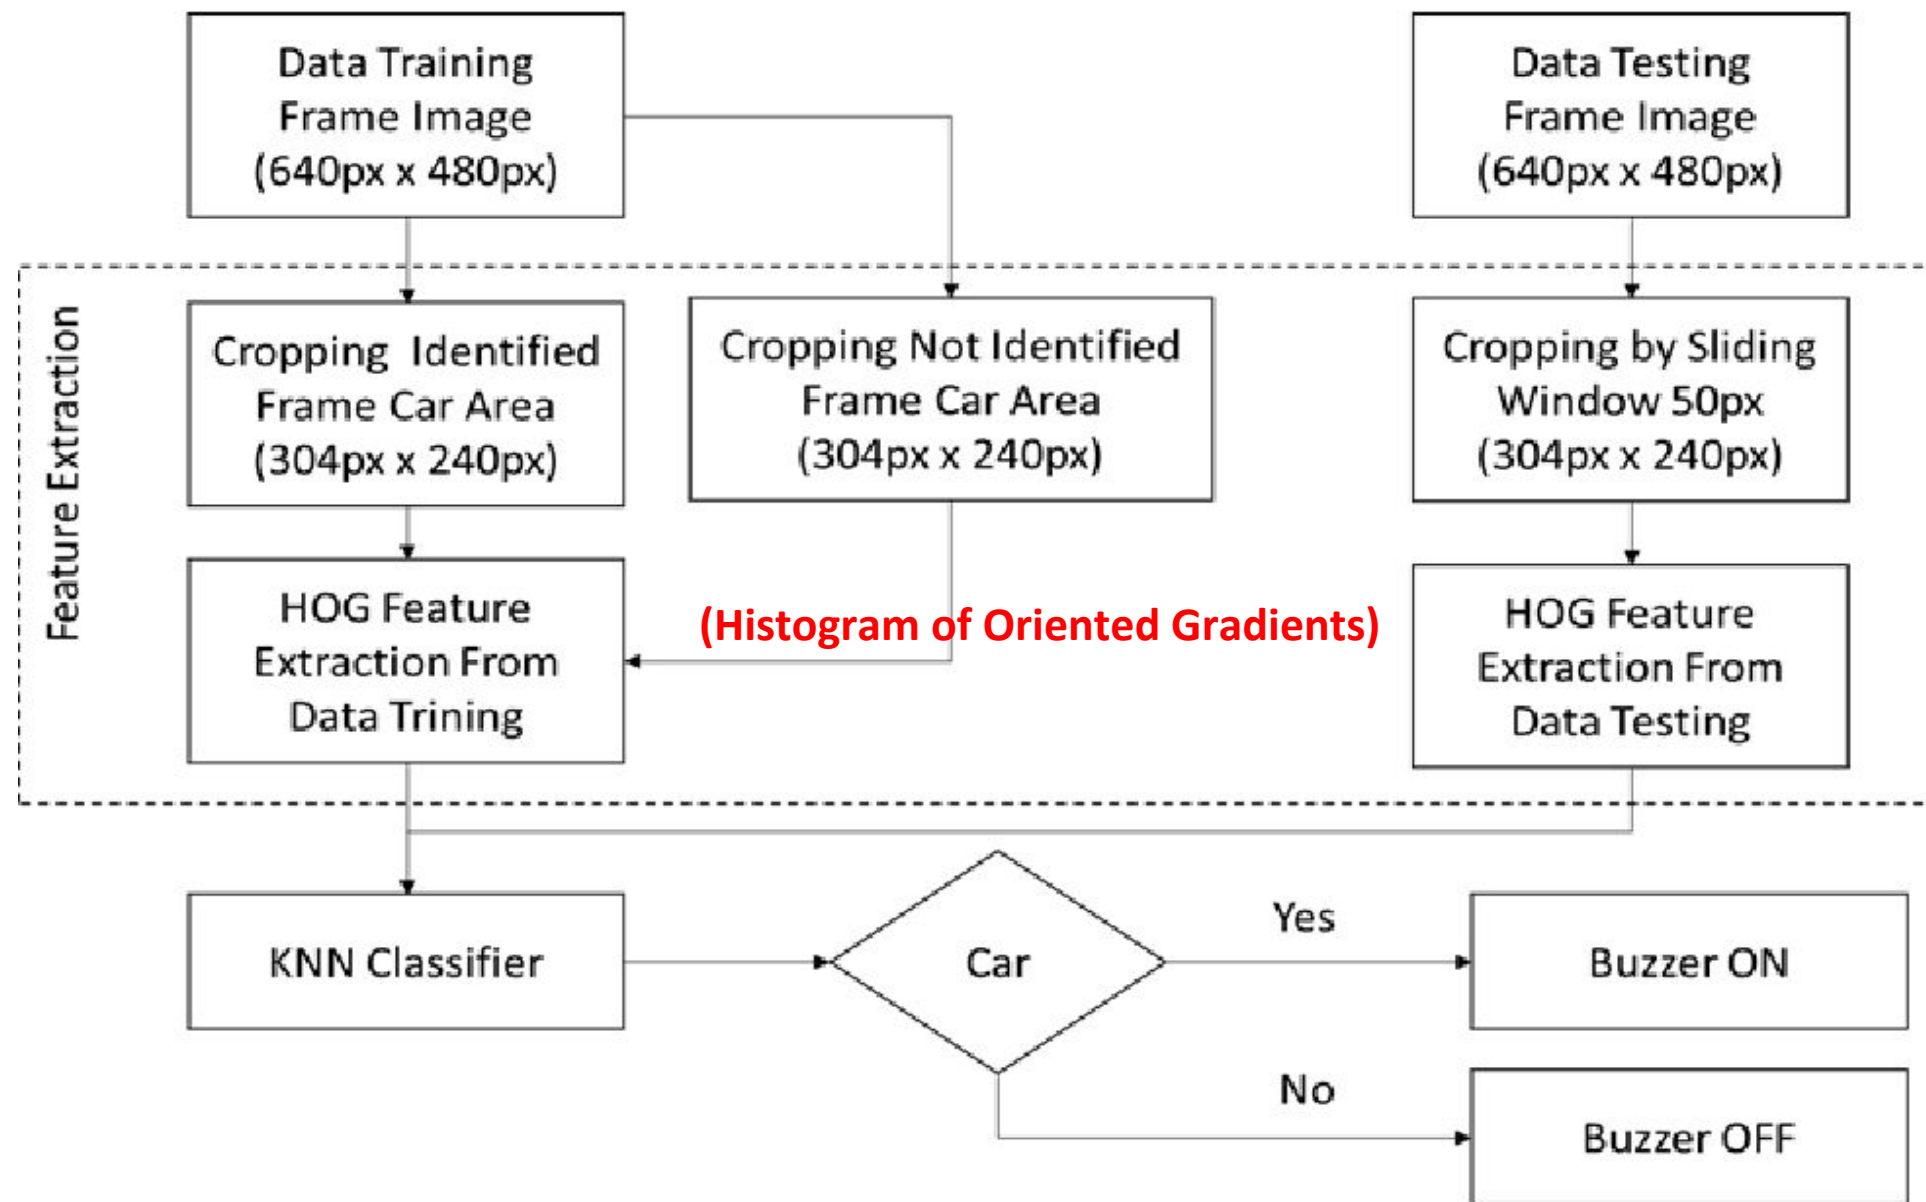 Data Training
Frame Image
(640px x 480px)
Data Testing
Frame Image
(640px x 480px)
Feature Extraction
Cropping Identified
Frame Car Area
(304px x 240px)
Cropping Not Identified
Frame Car Area
(304px x 240px)
Cropping by Sliding
Window 50px
(304px x 240px)
HOG Feature
Extraction From
Data Trining
(Histogram of Oriented Gradients)
HOG Feature
Extraction From
Data Testing
KNN Classifier
Car
Yes
Buzzer ON
No
Buzzer OFF